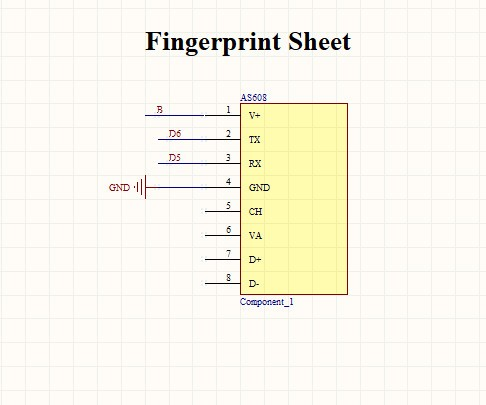 Fingerprint Sheet
AS608
B 1 V+
D6 2 TX
D5 3 RX
GND 4 GND
5 CH
6 VA
7 D+
8 D-
Component_1